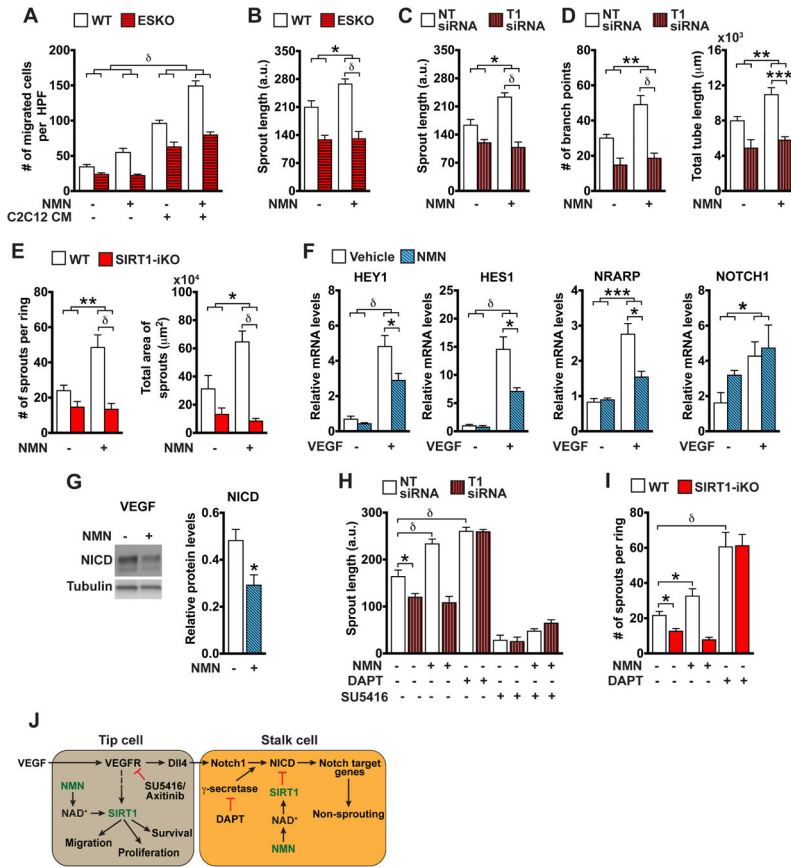 A
WT ESKO
# of migrated cells per HPF
200
150
100
50
0
δ
NMN - + - +
C2C12 CM - - + +
B
WT ESKO
Sprout length (a.u.)
350
280
210
140
70
0
*
δ
NMN - +
C
NT siRNA T1 siRNA
Sprout length (a.u.)
350
280
210
140
70
0
*
δ
NMN - +
D
NT siRNA T1 siRNA
# of branch points
100
80
60
40
20
0
**
δ
NMN - +
x10³
Total tube length (μm)
16
12
8
4
0
**
***
NMN - +
E
WT SIRT1-iKO
# of sprouts per ring
80
60
40
20
0
**
δ
NMN - +
x10⁴
Total area of sprouts (μm²)
100
80
60
40
20
0
*
δ
NMN - +
F
Vehicle NMN
HEY1
Relative mRNA levels
8
6
4
2
0
δ
*
VEGF - +
HES1
Relative mRNA levels
25
20
15
10
5
0
δ
*
VEGF - +
NRARP
Relative mRNA levels
4
3
2
1
0
***
*
VEGF - +
NOTCH1
Relative mRNA levels
8
6
4
2
0
*
VEGF - +
G
VEGF
NMN - +
NICD
Tubulin
NICD
Relative protein levels
0.6
0.4
0.2
0.0
*
NMN - +
H
NT siRNA T1 siRNA
Sprout length (a.u.)
300
200
100
0
δ
δ
*
NMN - - + + - - - - + +
DAPT - - - - + + - - - -
SU5416 - - - - - - + + + +
I
WT SIRT1-iKO
# of sprouts per ring
80
60
40
20
0
δ
*
*
NMN - - + + - -
DAPT - - - - + +
J
Tip cell
Stalk cell
VEGF
VEGFR
Dll4
Notch1
NICD
Notch target genes
SU5416/
Axitinib
γ-secretase
DAPT
NMN
NAD⁺
SIRT1
SIRT1
NAD⁺
NMN
Non-sprouting
Survival
Migration
Proliferation